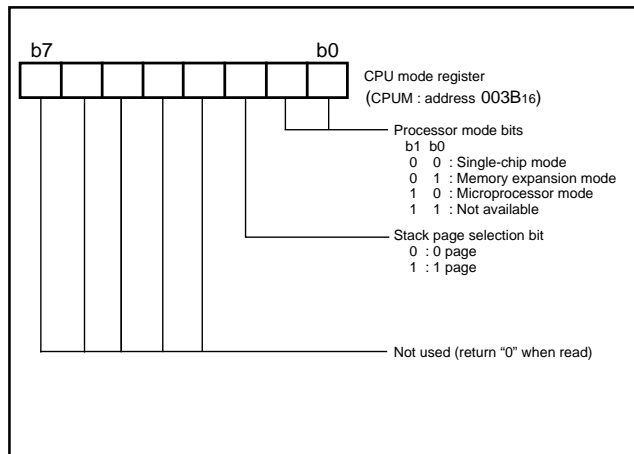 b7 b0
CPU mode register
(CPUM : address 003B16)
Processor mode bits
b1 b0
0 0 : Single-chip mode
0 1 : Memory expansion mode
1 0 : Microprocessor mode
1 1 : Not available
Stack page selection bit
0 : 0 page
1 : 1 page
Not used (return “0” when read)